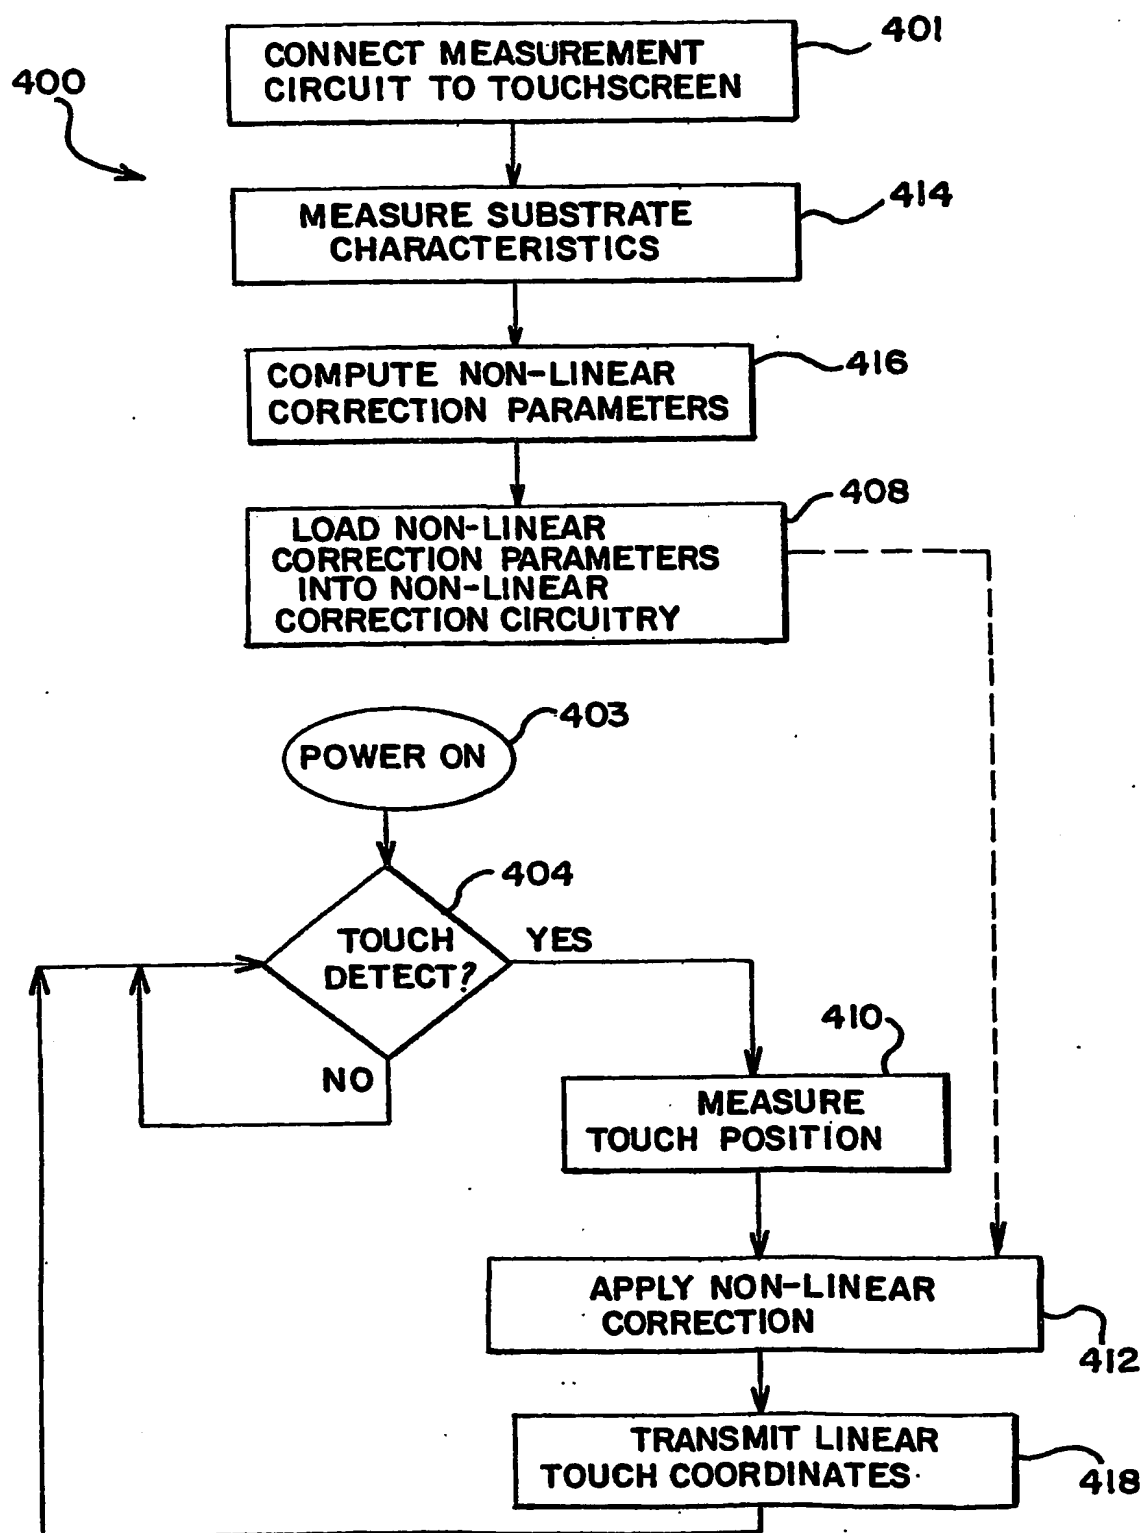 401
CONNECT MEASUREMENT
CIRCUIT TO TOUCHSCREEN
400
414
MEASURE SUBSTRATE
CHARACTERISTICS
416
COMPUTE NON-LINEAR
CORRECTION PARAMETERS
408
LOAD NON-LINEAR
CORRECTION PARAMETERS
INTO NON-LINEAR
CORRECTION CIRCUITRY
403
POWER ON
404
TOUCH
DETECT?
YES
NO
410
MEASURE
TOUCH POSITION
APPLY NON-LINEAR
CORRECTION
412
TRANSMIT LINEAR
TOUCH COORDINATES
418